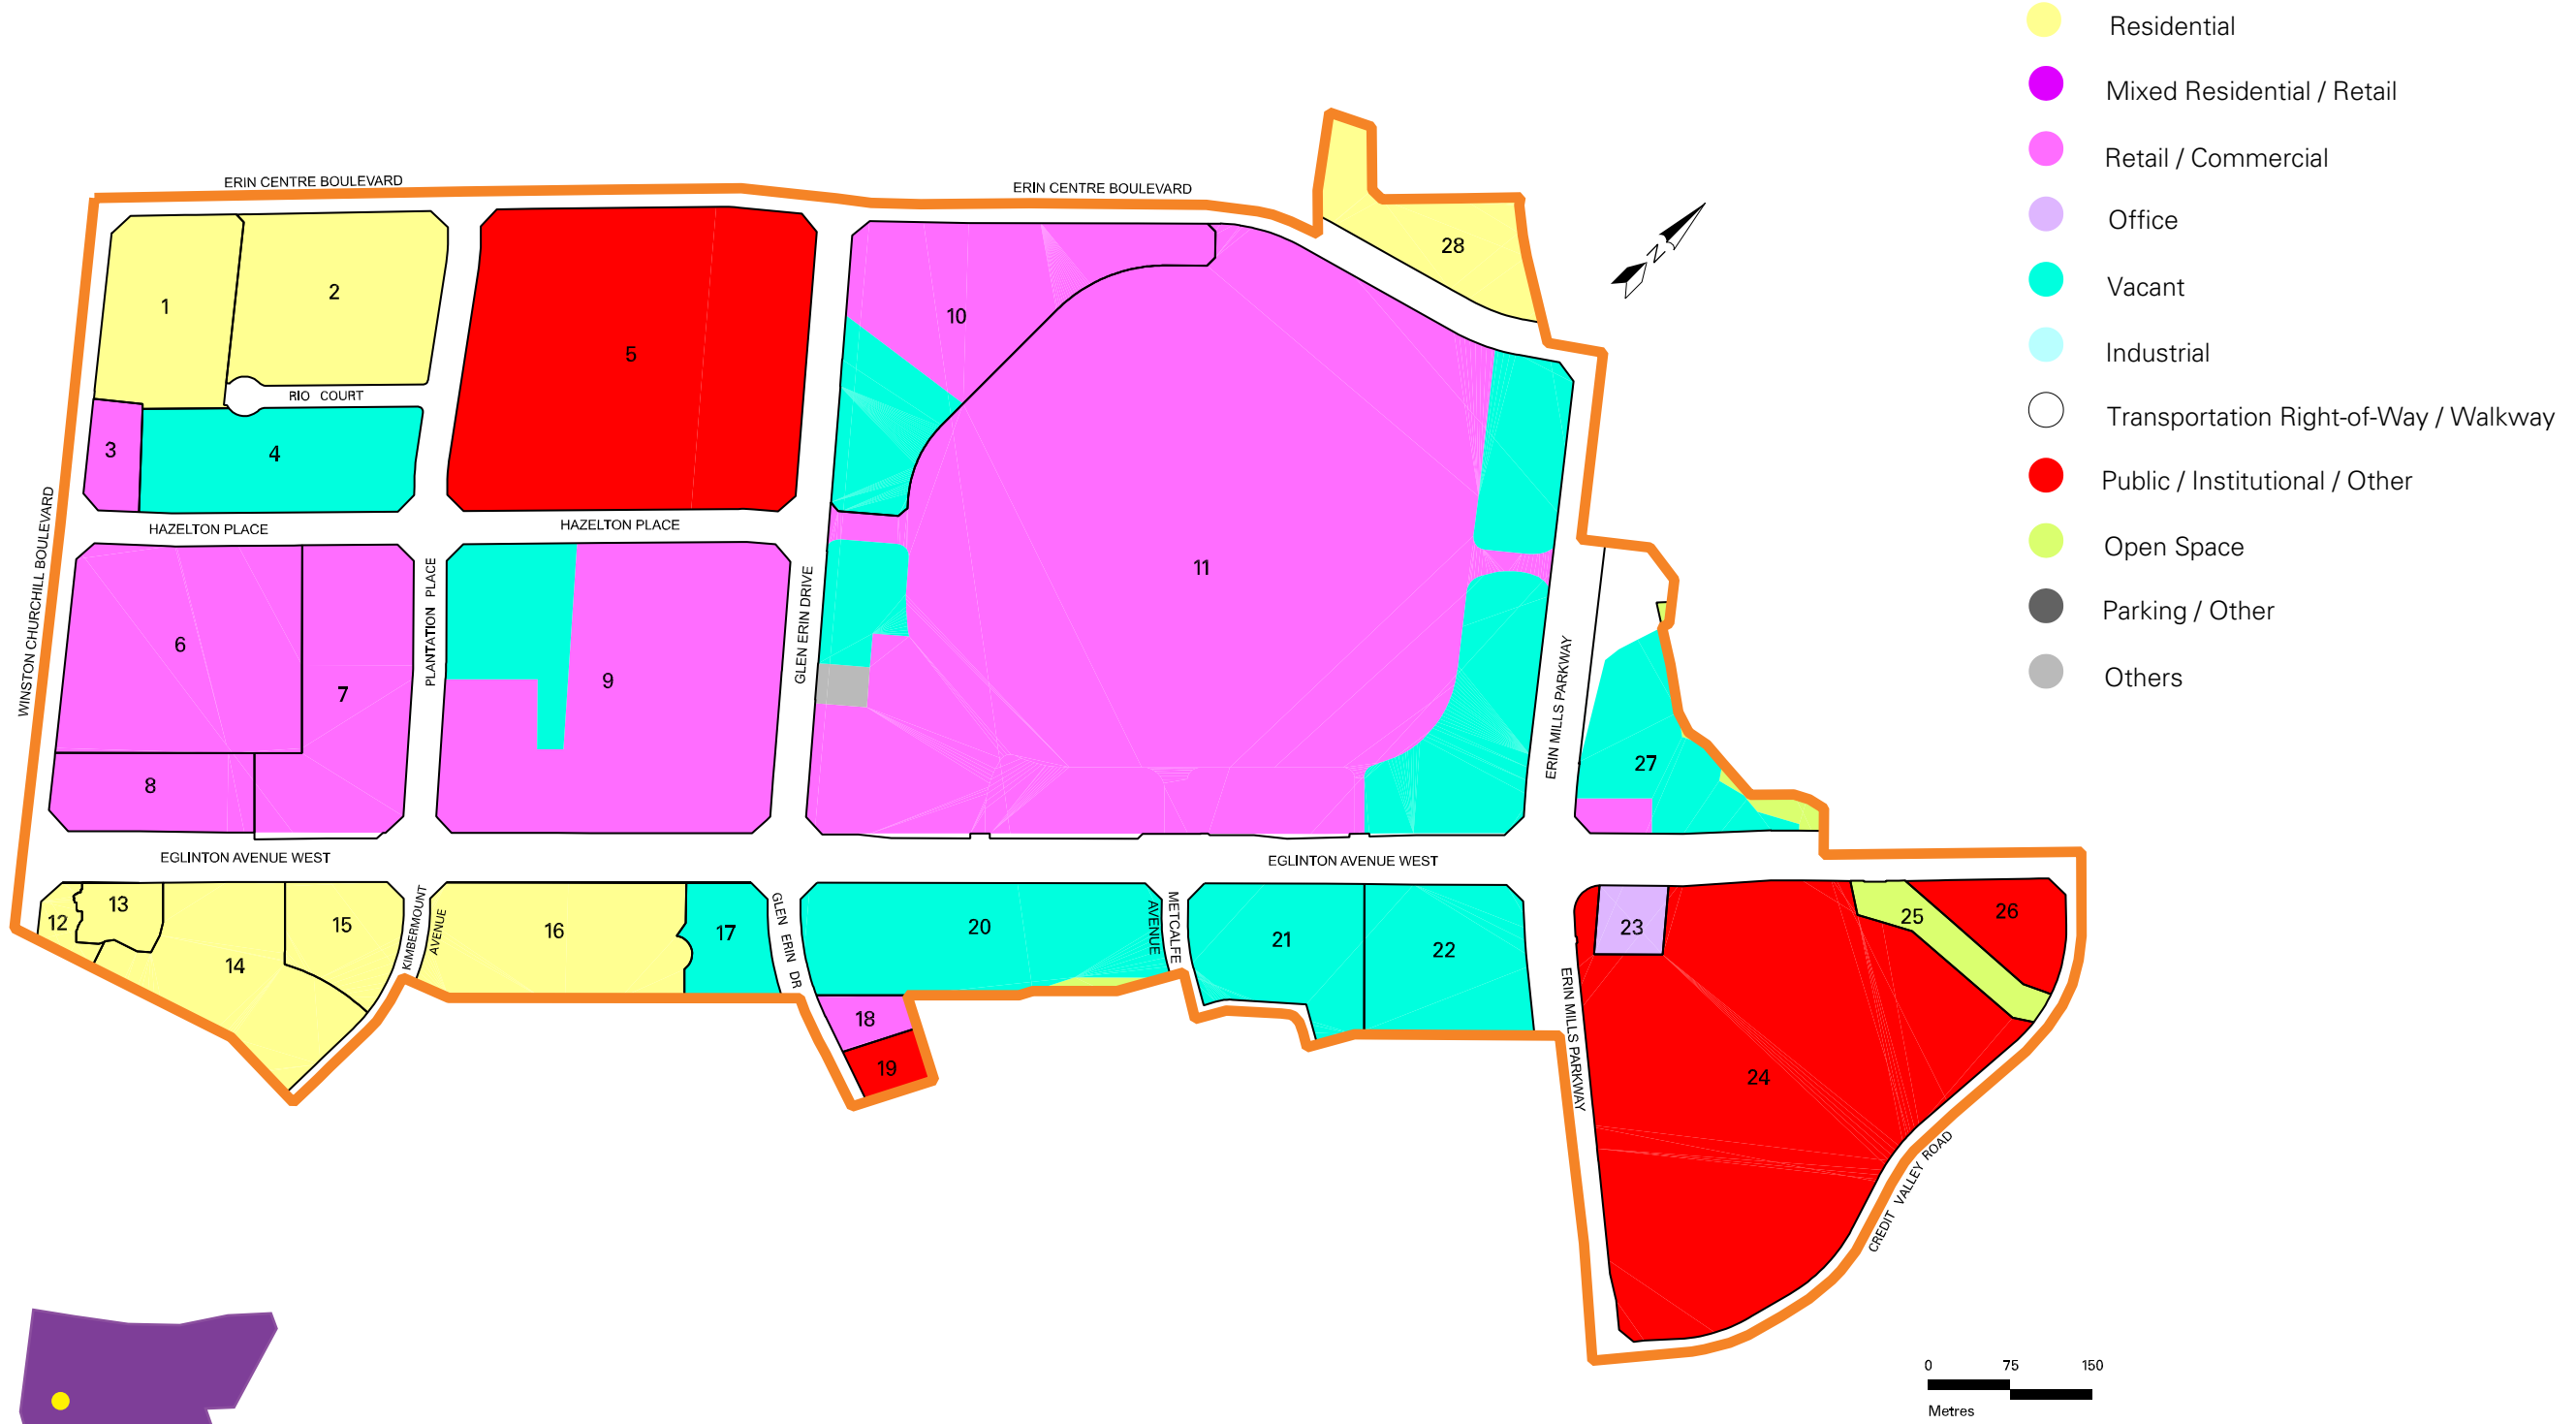 Residential
Mixed Residential / Retail
Retail / Commercial
Office
Vacant
Industrial
Transportation Right-of-Way / Walkway
Public / Institutional / Other
Open Space
Parking / Other
Others
ERIN CENTRE BOULEVARD
ERIN CENTRE BOULEVARD
N
28
1
2
5
10
RIO COURT
3
4
HAZELTON PLACE
HAZELTON PLACE
WINSTON CHURCHILL BOULEVARD
PLANTATION PLACE
GLEN ERIN DRIVE
11
ERIN MILLS PARKWAY
6
7
9
8
27
EGLINTON AVENUE WEST
EGLINTON AVENUE WEST
12
13
14
15
KIMBERMOUNT
AVENUE
16
17
GLEN ERIN DR
20
METCALFE
AVENUE
21
22
18
19
ERIN MILLS PARKWAY
23
24
25
26
CREDIT VALLEY ROAD
0 75 150
Metres